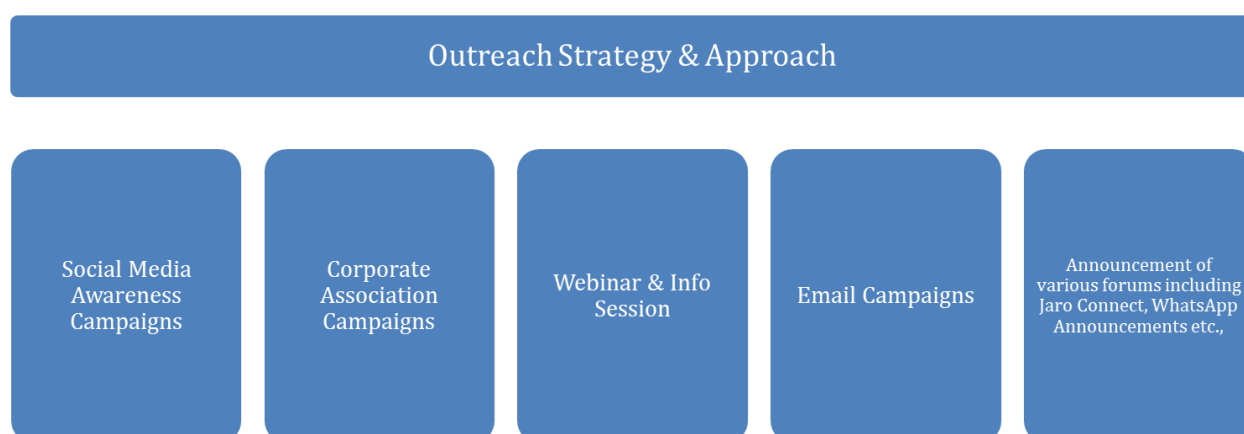 Outreach Strategy & Approach
Social Media
Awareness
Campaigns
Corporate
Association
Campaigns
Webinar & Info
Session
Email Campaigns
Announcement of
various forums including
Jaro Connect, WhatsApp
Announcements etc.,